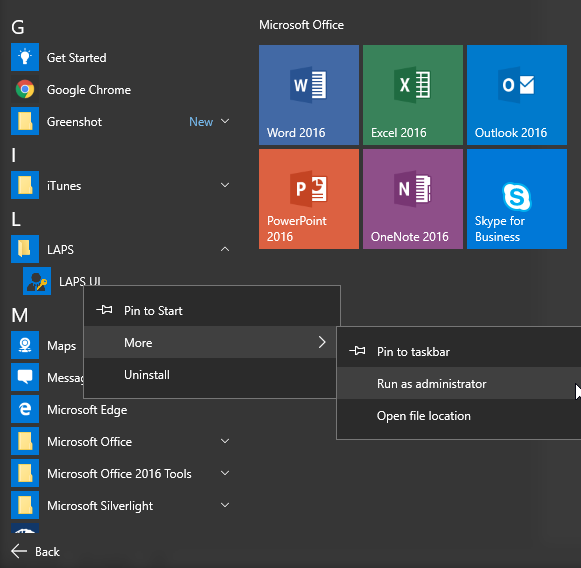 G
Get Started
Google Chrome
Greenshot New
I
iTunes
L
LAPS
LAPS UI
M
Maps
Messag
Microsoft Edge
Microsoft Office
Microsoft Office 2016 Tools
Microsoft Silverlight
Back
Microsoft Office
Word 2016
Excel 2016
Outlook 2016
PowerPoint
2016
OneNote 2016
Skype for
Business
Pin to Start
More
Uninstall
Pin to taskbar
Run as administrator
Open file location